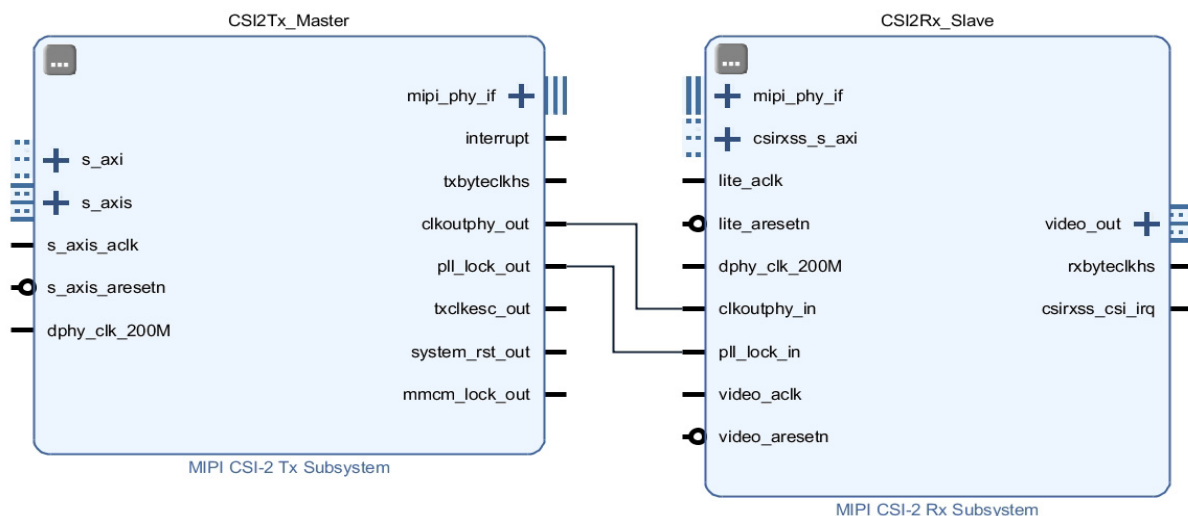 CSI2Tx_Master
...
s_axi
s_axis
s_axis_aclk
s_axis_aresetn
dphy_clk_200M
mipi_phy_if
interrupt
txbyteclkhs
clkoutphy_out
pll_lock_out
txclkesc_out
system_rst_out
mmcm_lock_out
MIPI CSI-2 Tx Subsystem
CSI2Rx_Slave
...
mipi_phy_if
csirxss_s_axi
lite_aclk
lite_aresetn
dphy_clk_200M
clkoutphy_in
pll_lock_in
video_aclk
video_aresetn
video_out
rxbyteclkhs
csirxss_csi_irq
MIPI CSI-2 Rx Subsystem